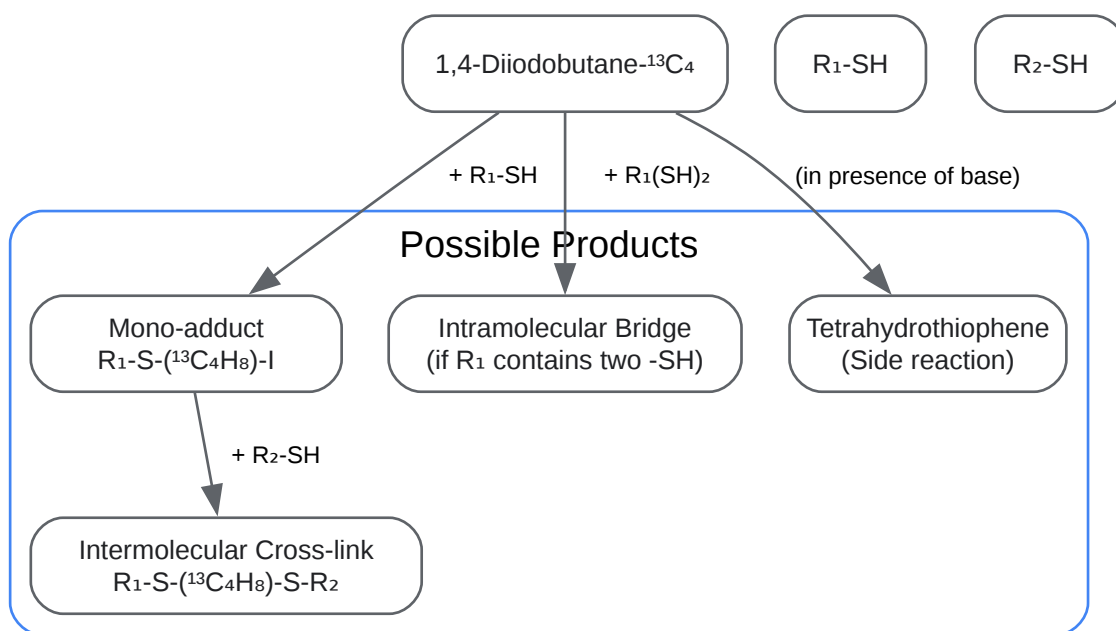 1,4-Diiodobutane-¹³C₄
R₁-SH
R₂-SH
+ R₁-SH
+ R₁(SH)₂
(in presence of base)
Possible Products
Mono-adduct
R₁-S-(¹³C₄H₈)-I
Intramolecular Bridge
(if R₁ contains two -SH)
Tetrahydrothiophene
(Side reaction)
+ R₂-SH
Intermolecular Cross-link
R₁-S-(¹³C₄H₈)-S-R₂